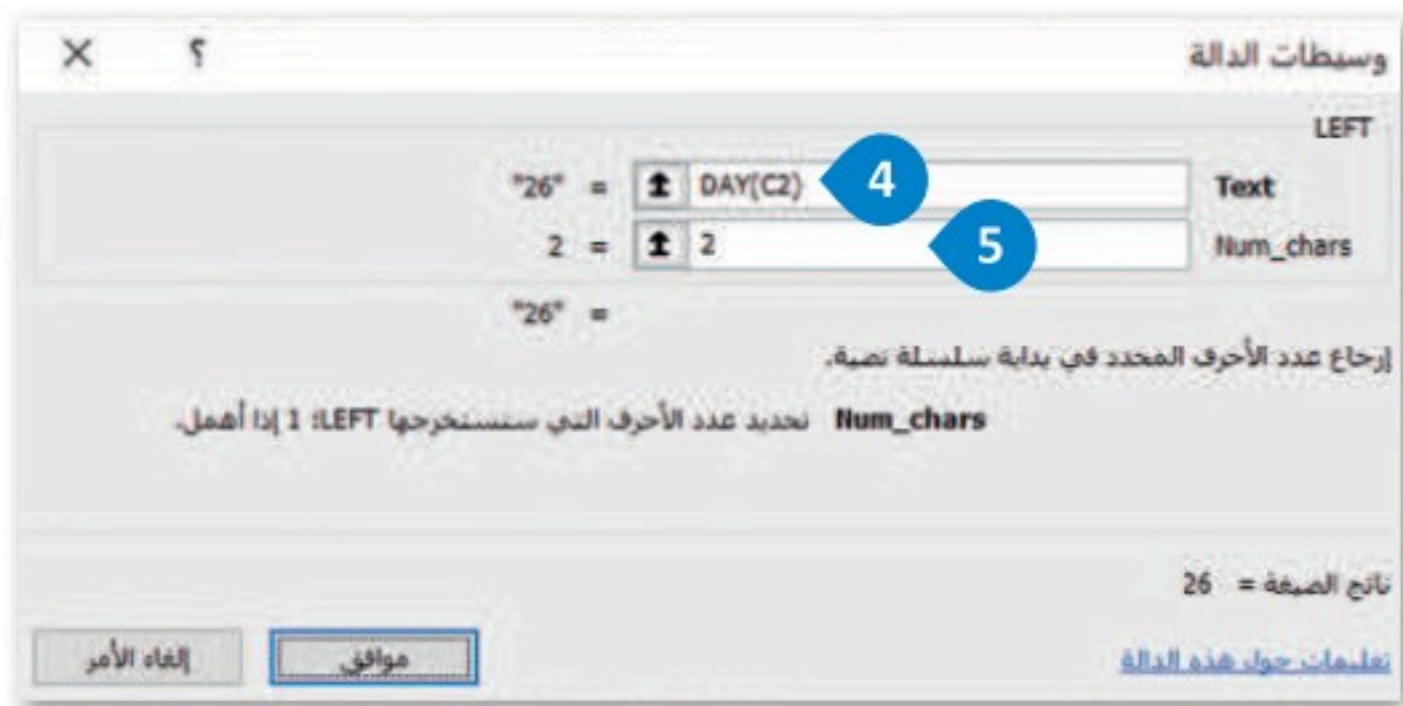 وسيطات الدالة ؟ ×
LEFT
Text DAY(C2) = "26"
4
Num_chars 2 = 2
5
= "26"
إرجاع عدد الأحرف المحدد في بداية سلسلة نصية.
Num_chars تحديد عدد الأحرف التي ستستخرجها LEFT؛ 1 إذا أهمل.
ناتج الصيغة = 26
تعليمات حول هذه الدالة
موافق إلغاء الأمر